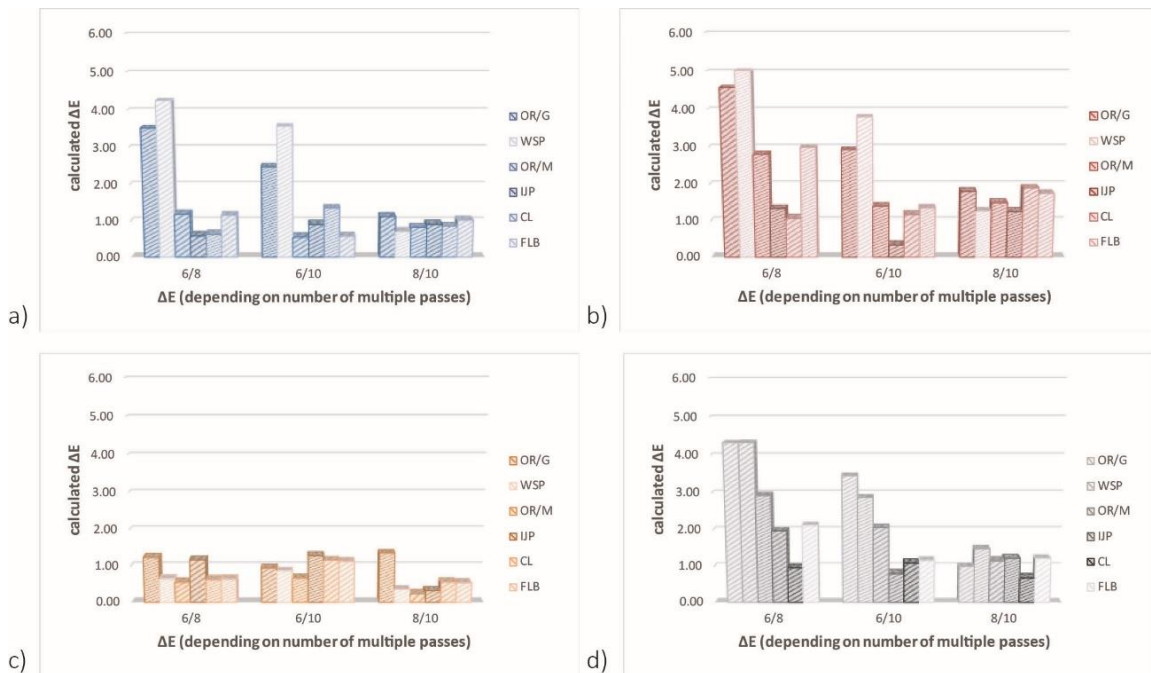 6.00
5.00
4.00
3.00
2.00
1.00
0.00
calculated ΔE
6/8 6/10 8/10
ΔE (depending on number of multiple passes)
OR/G
WSP
OR/M
IJP
CL
FLB
a)
6.00
5.00
4.00
3.00
2.00
1.00
0.00
calculated ΔE
6/8 6/10 8/10
ΔE (depending on number of multiple passes)
OR/G
WSP
OR/M
IJP
CL
FLB
b)
6.00
5.00
4.00
3.00
2.00
1.00
0.00
calculated ΔE
6/8 6/10 8/10
ΔE (depending on number of multiple passes)
OR/G
WSP
OR/M
IJP
CL
FLB
c)
6.00
5.00
4.00
3.00
2.00
1.00
0.00
calculated ΔE
6/8 6/10 8/10
ΔE (depending on number of multiple passes)
OR/G
WSP
OR/M
IJP
CL
FLB
d)